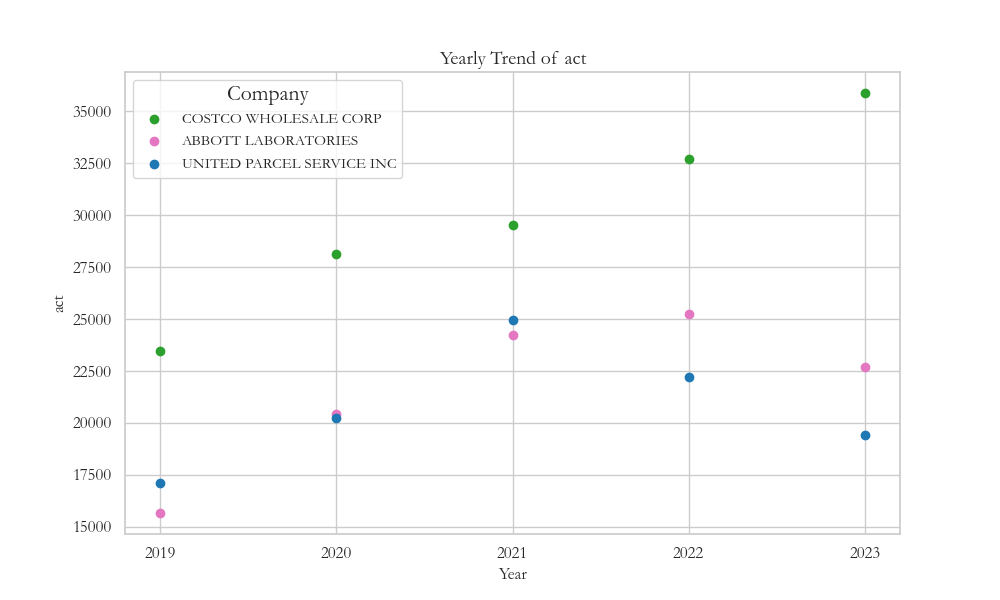 Yearly Trend of act
Company
COSTCO WHOLESALE CORP
ABBOTT LABORATORIES
UNITED PARCEL SERVICE INC
35000
32500
30000
27500
25000
22500
20000
17500
15000
act
2019 2020 2021 2022 2023
Year